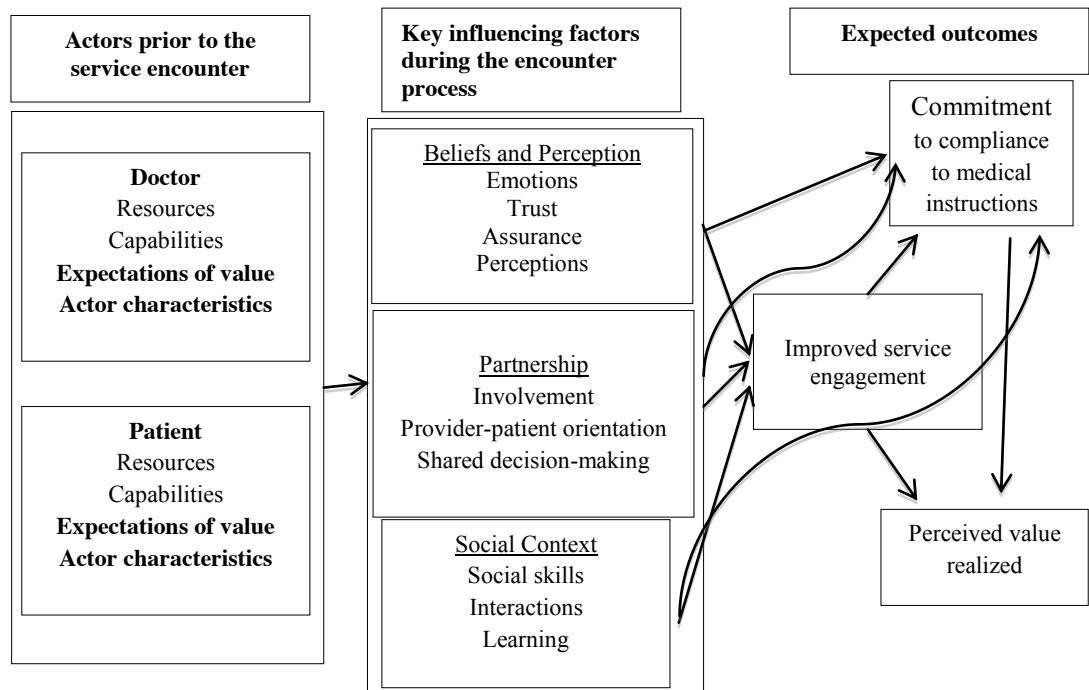 Actors prior to the
service encounter
Doctor
Resources
Capabilities
Expectations of value
Actor characteristics
Patient
Resources
Capabilities
Expectations of value
Actor characteristics
Key influencing factors
during the encounter
process
Beliefs and Perception
Emotions
Trust
Assurance
Perceptions
Partnership
Involvement
Provider-patient orientation
Shared decision-making
Social Context
Social skills
Interactions
Learning
Improved service
engagement
Expected outcomes
Commitment
to compliance
to medical
instructions
Perceived value
realized